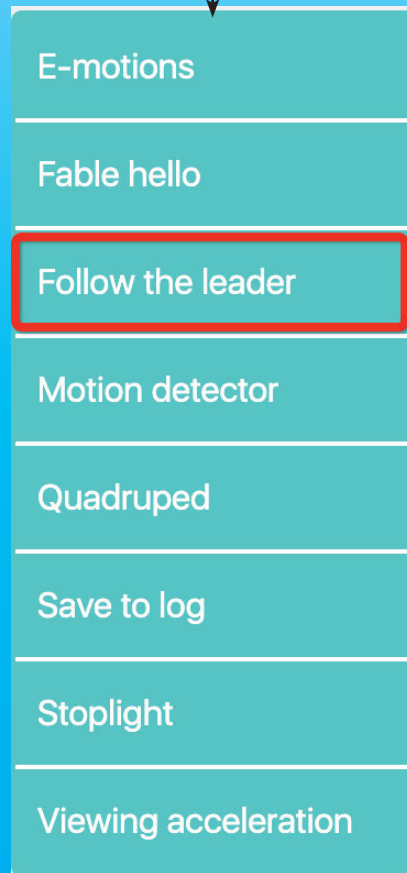 E-motions
Fable hello
Follow the leader
Motion detector
Quadruped
Save to log
Stoplight
Viewing acceleration